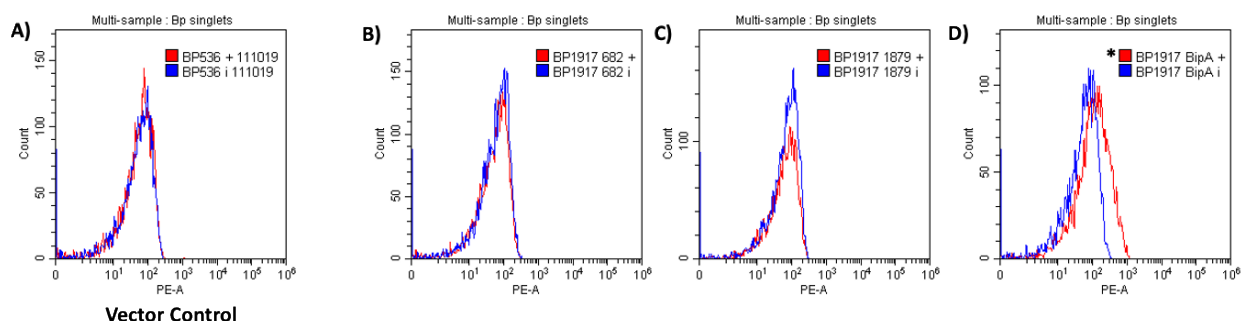 A)
Multi-sample : Bp singlets
BP536 + 111019
BP536 i 111019
Count
0
50
100
150
0
10^1
10^2
10^3
10^4
10^5
10^6
PE-A
Vector Control
B)
Multi-sample : Bp singlets
BP1917 682 +
BP1917 682 i
Count
0
50
100
150
0
10^1
10^2
10^3
10^4
10^5
10^6
PE-A
C)
Multi-sample : Bp singlets
BP1917 1879 +
BP1917 1879 i
Count
0
100
0
10^1
10^2
10^3
10^4
10^5
10^6
PE-A
D)
Multi-sample : Bp singlets
* BP1917 BipA +
BP1917 BipA i
Count
0
50
100
0
10^1
10^2
10^3
10^4
10^5
10^6
PE-A